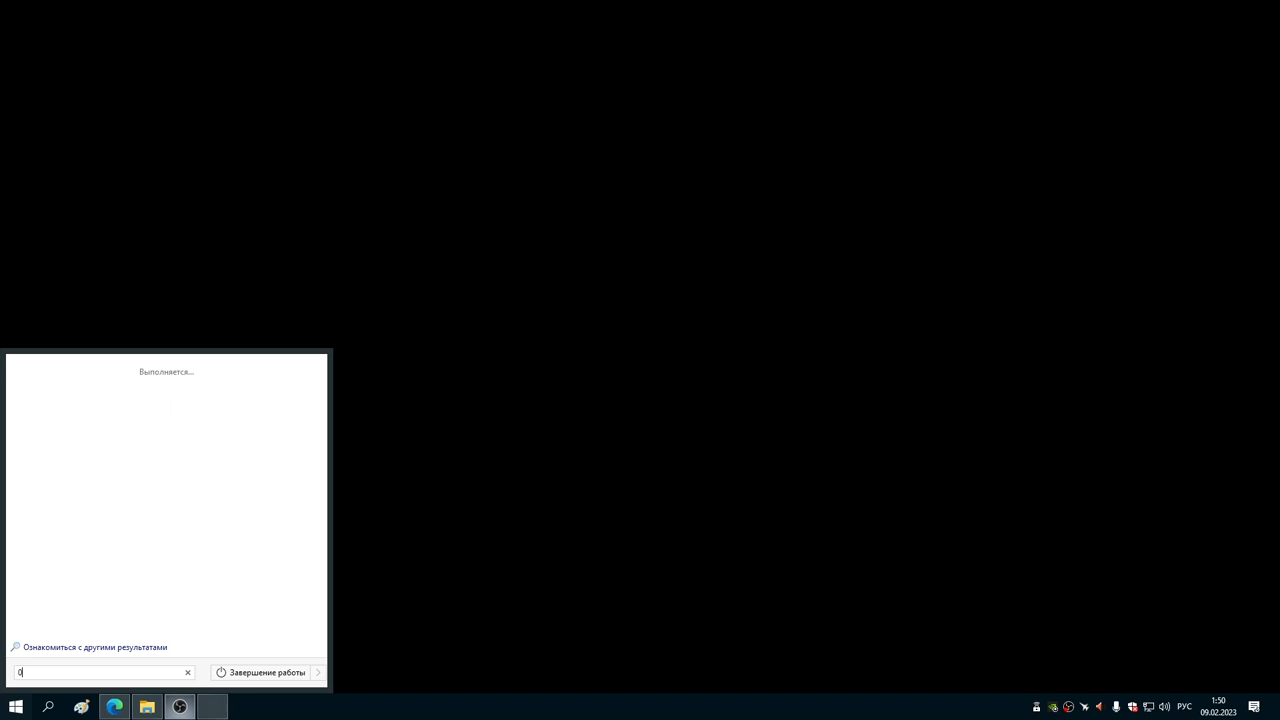 Выполняется...
Ознакомиться с другими результатами
0
Завершение работы
РУС
1:50
09.02.2023